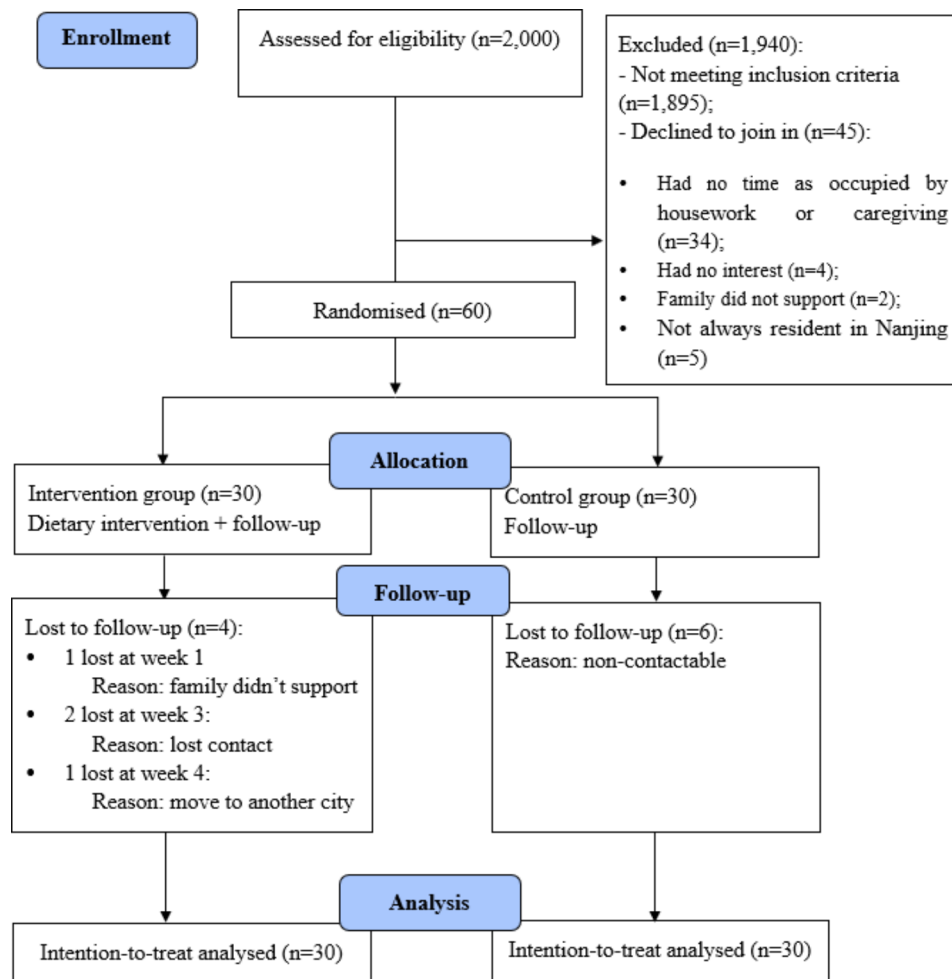 Enrollment
Assessed for eligibility (n=2,000)
Excluded (n=1,940):
- Not meeting inclusion criteria
(n=1,895);
- Declined to join in (n=45):
• Had no time as occupied by
housework or caregiving
(n=34);
• Had no interest (n=4);
• Family did not support (n=2);
• Not always resident in Nanjing
(n=5)
Randomised (n=60)
Allocation
Intervention group (n=30)
Dietary intervention + follow-up
Control group (n=30)
Follow-up
Follow-up
Lost to follow-up (n=4):
• 1 lost at week 1
Reason: family didn’t support
• 2 lost at week 3:
Reason: lost contact
• 1 lost at week 4:
Reason: move to another city
Lost to follow-up (n=6):
Reason: non-contactable
Analysis
Intention-to-treat analysed (n=30)
Intention-to-treat analysed (n=30)